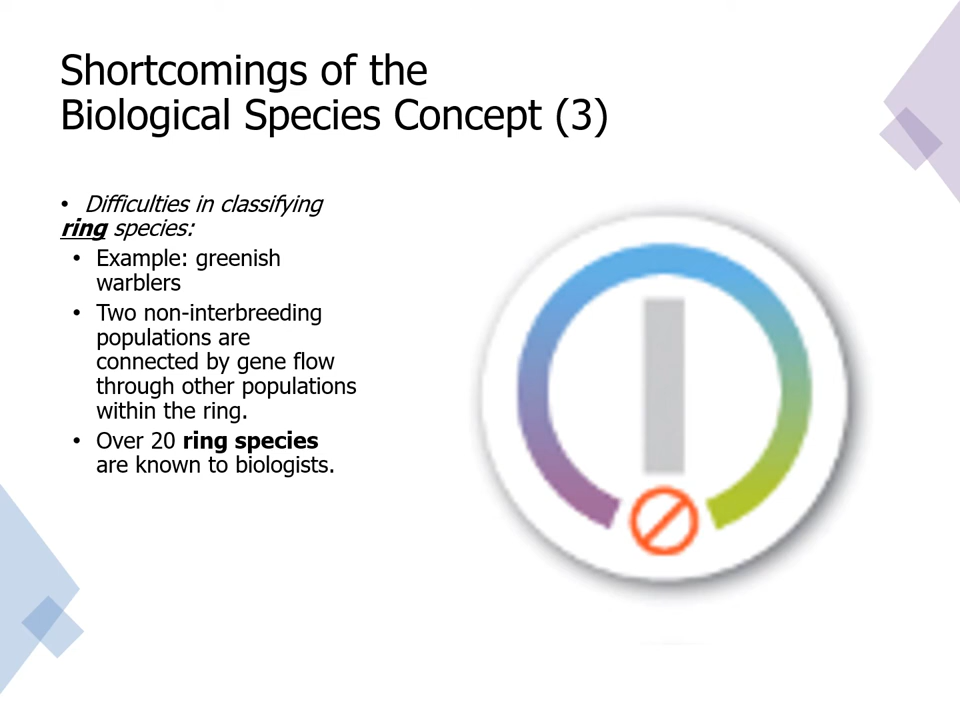 Shortcomings of the
Biological Species Concept (3)
• Difficulties in classifying
ring species:
• Example: greenish
warblers
• Two non-interbreeding
populations are
connected by gene flow
through other populations
within the ring.
• Over 20 ring species
are known to biologists.